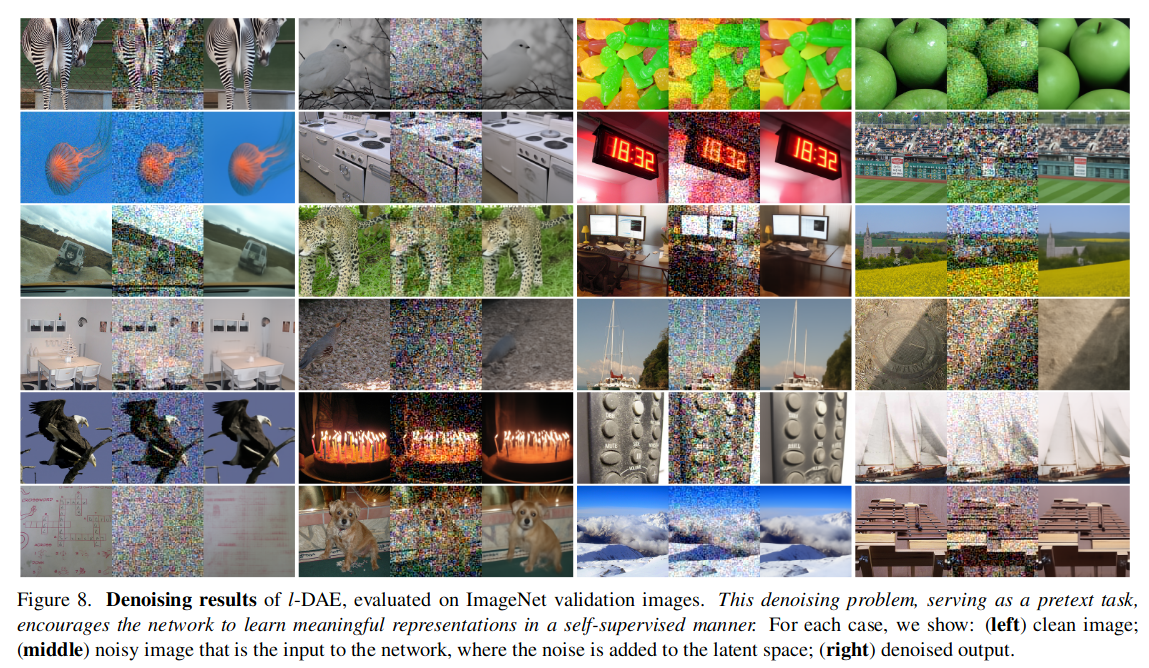 18:32
18:32
18:32
MUTE
MUTE
Figure 8. Denoising results of l-DAE, evaluated on ImageNet validation images. This denoising problem, serving as a pretext task,
encourages the network to learn meaningful representations in a self-supervised manner. For each case, we show: (left) clean image;
(middle) noisy image that is the input to the network, where the noise is added to the latent space; (right) denoised output.